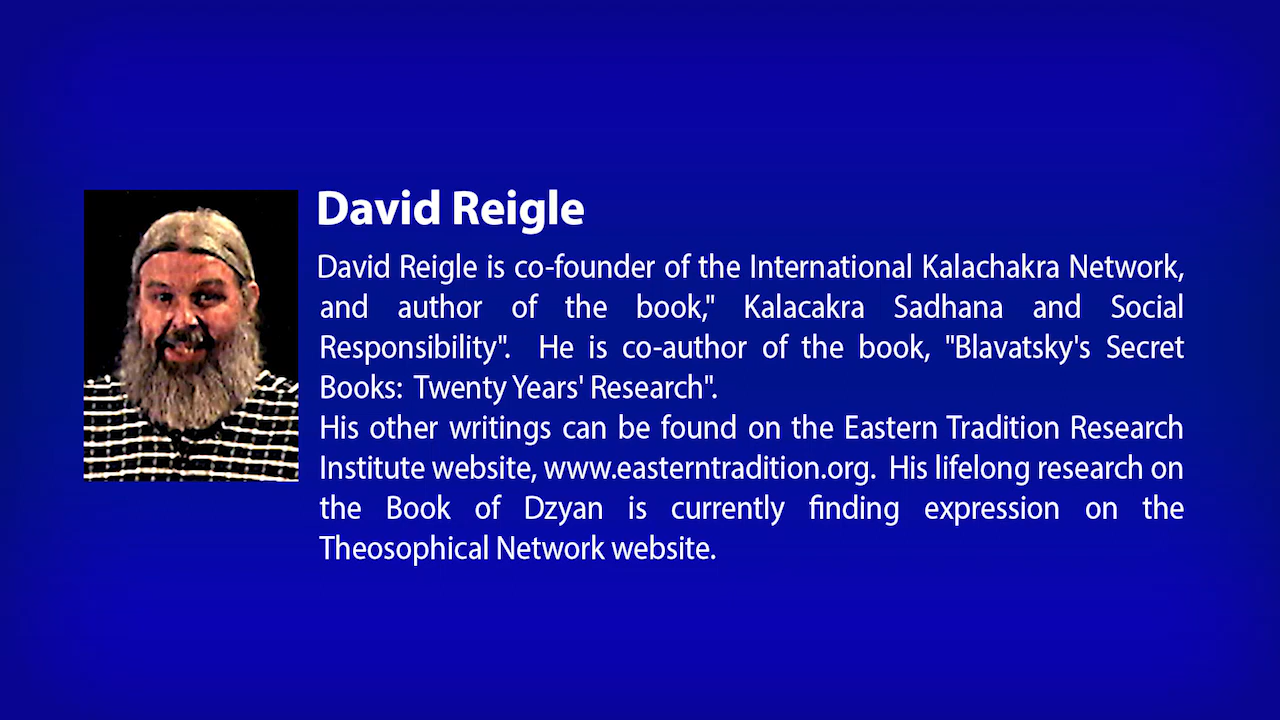 David Reigle
David Reigle is co-founder of the International Kalachakra Network,
and author of the book," Kalacakra Sadhana and Social
Responsibility". He is co-author of the book, "Blavatsky's Secret
Books: Twenty Years' Research".
His other writings can be found on the Eastern Tradition Research
Institute website, www.easterntradition.org. His lifelong research on
the Book of Dzyan is currently finding expression on the
Theosophical Network website.